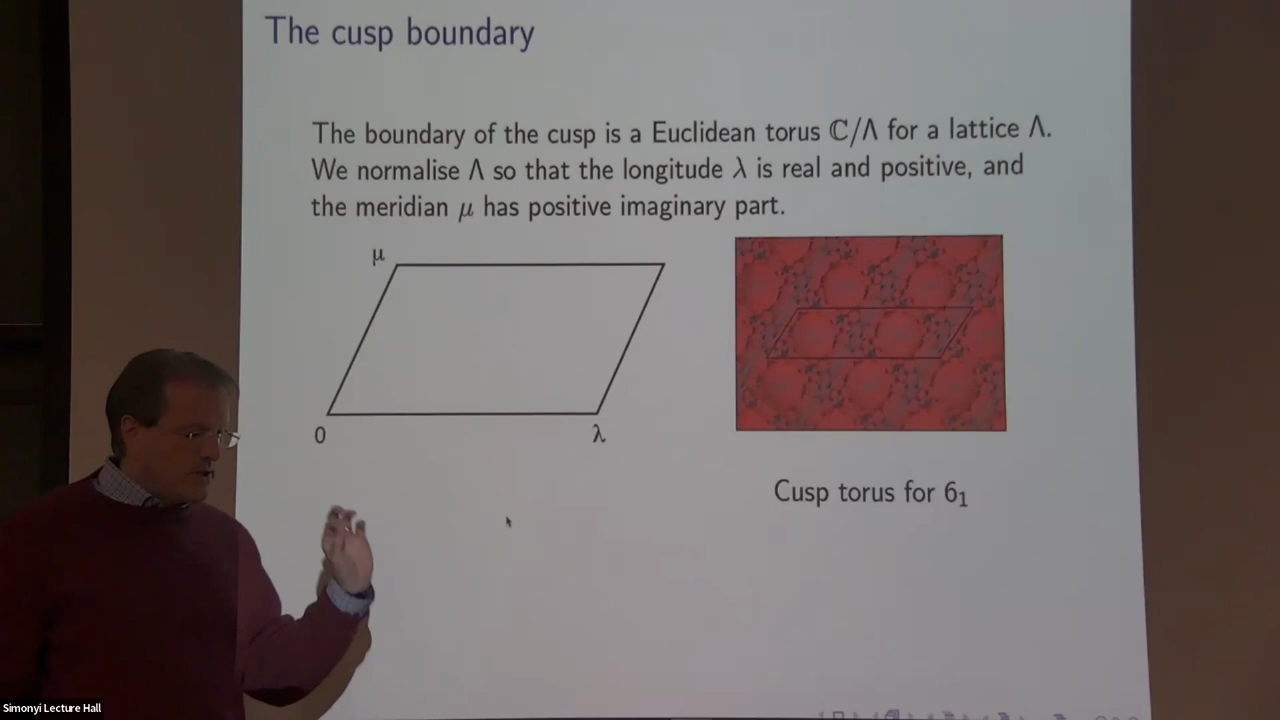 The cusp boundary
The boundary of the cusp is a Euclidean torus ℂ/Λ for a lattice Λ.
We normalise Λ so that the longitude λ is real and positive, and
the meridian μ has positive imaginary part.
μ
0
λ
Cusp torus for 6₁
Simonyi Lecture Hall